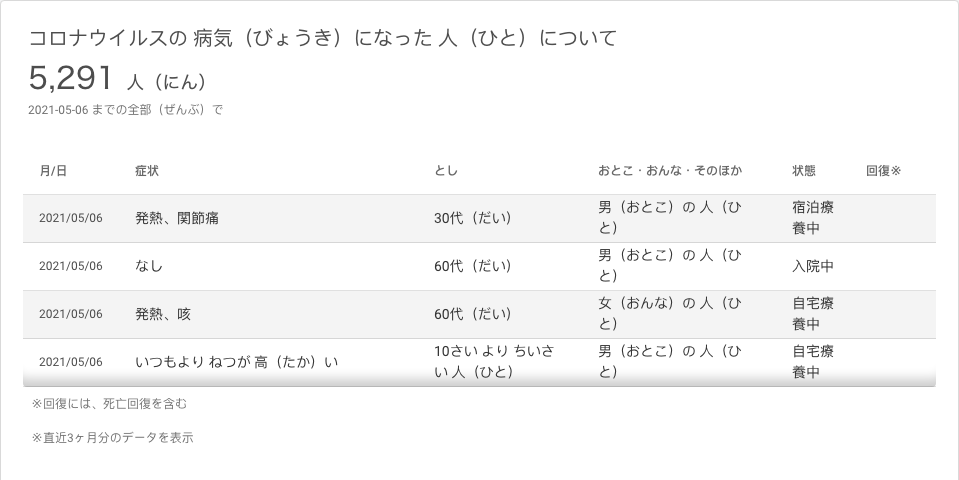 コロナウイルスの 病気（びょうき）になった 人（ひと）について
5,291 人（にん）
2021-05-06 までの全部（ぜんぶ）で
月/日 症状 とし おとこ・おんな・そのほか 状態 回復※
2021/05/06 発熱、関節痛 30代（だい） 男（おとこ）の 人（ひ
と） 宿泊療
養中
2021/05/06 なし 60代（だい） 男（おとこ）の 人（ひ
と） 入院中
2021/05/06 発熱、咳 60代（だい） 女（おんな）の 人（ひ
と） 自宅療
養中
2021/05/06 いつもより ねつが 高（たか）い 10さい より ちいさ
い 人（ひと） 男（おとこ）の 人（ひ
と） 自宅療
養中
※回復には、死亡回復を含む
※直近3ヶ月分のデータを表示